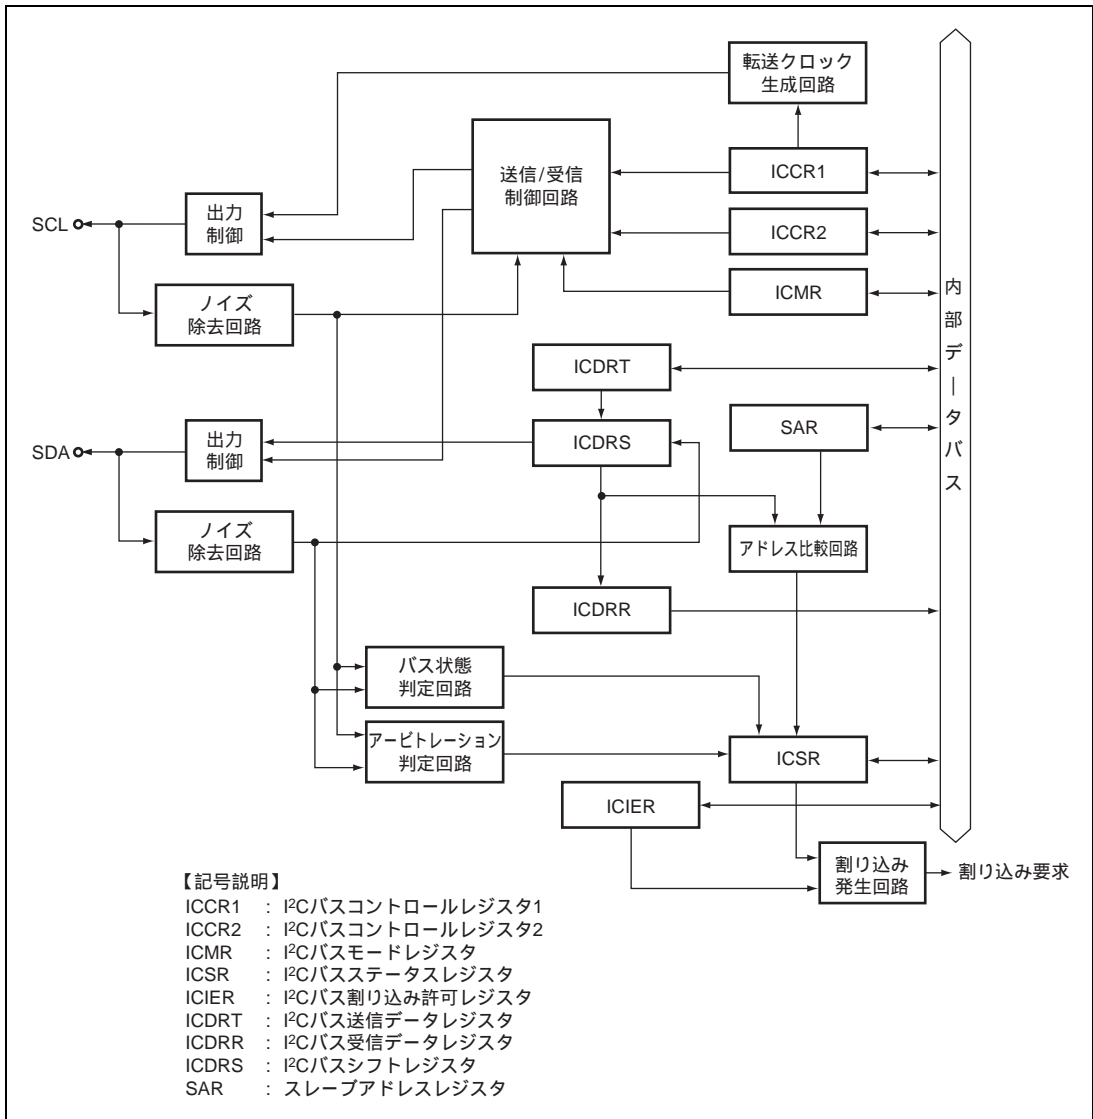 転送クロック
生成回路
送信/受信
制御回路
ICCR1
出力
制御
SCL
ICCR2
ICMR
ノイズ
除去回路
内部データバス
ICDRT
SAR
出力
制御
ICDRS
SDA
ノイズ
除去回路
アドレス比較回路
ICDRR
バス状態
判定回路
アービトレーション
判定回路
ICSR
ICIER
割り込み
発生回路
割り込み要求
【記号説明】
ICCR1 : I²Cバスコントロールレジスタ1
ICCR2 : I²Cバスコントロールレジスタ2
ICMR : I²Cバスモードレジスタ
ICSR : I²Cバスステータスレジスタ
ICIER : I²Cバス割り込み許可レジスタ
ICDRT : I²Cバス送信データレジスタ
ICDRR : I²Cバス受信データレジスタ
ICDRS : I²Cバスシフトレジスタ
SAR : スレーブアドレスレジスタ